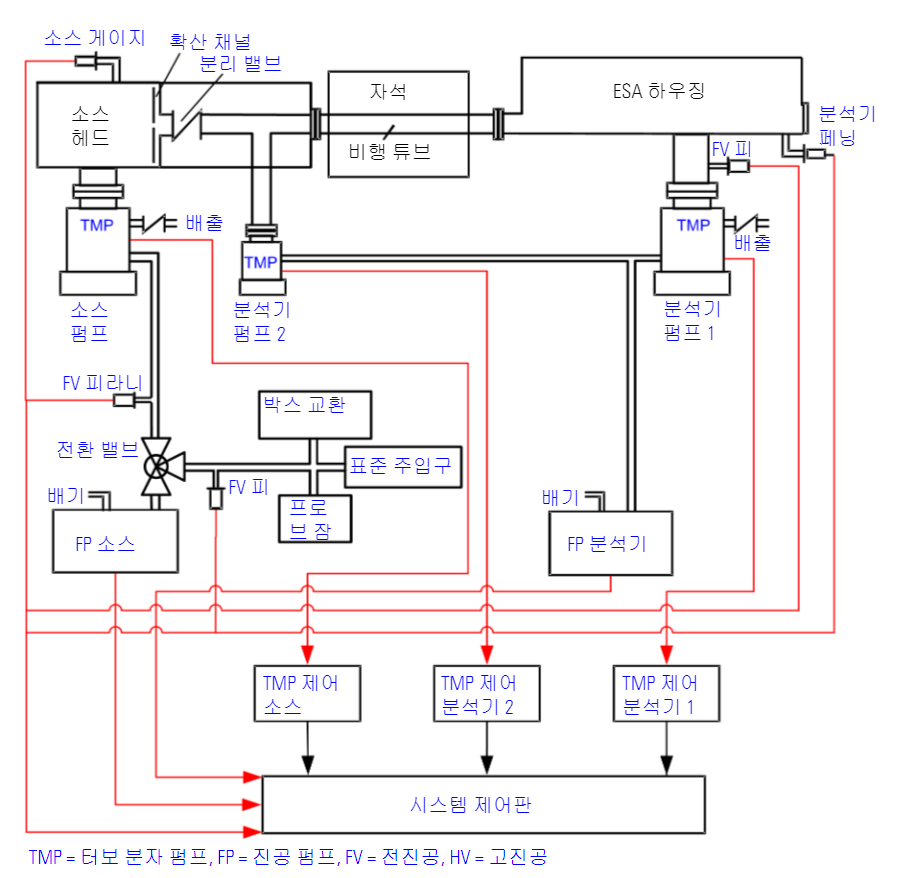 소스 게이지
확산 채널
분리 밸브
소스
헤드
자석
비행 튜브
ESA 하우징
분석기
페닝
FV 피
TMP
배출
TMP
TMP
배출
소스
펌프
분석기
펌프 2
분석기
펌프 1
FV 피라니
박스 교환
전환 밸브
표준 주입구
FV 피
프로
브 잠
배기
FP 소스
배기
FP 분석기
TMP 제어
소스
TMP 제어
분석기 2
TMP 제어
분석기 1
시스템 제어판
TMP = 터보 분자 펌프, FP = 진공 펌프, FV = 전진공, HV = 고진공